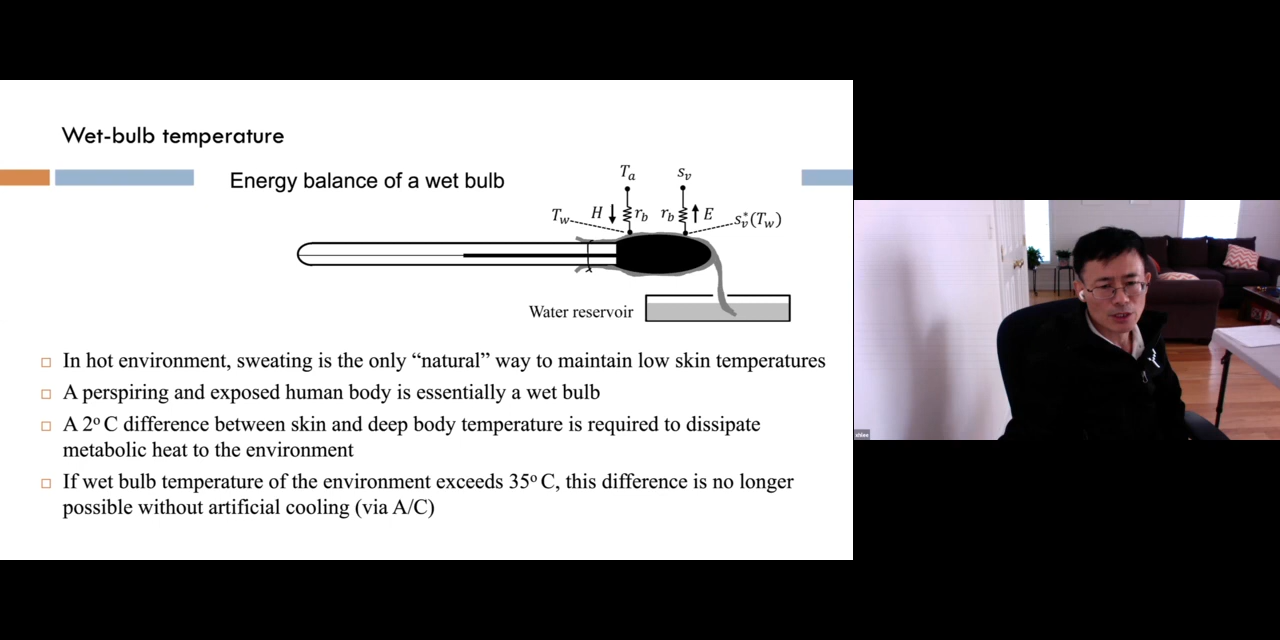 Wet-bulb temperature
Energy balance of a wet bulb
Tₐ sᵥ
T_w H r_b r_b E sᵥ*(T_w)
Water reservoir
In hot environment, sweating is the only “natural” way to maintain low skin temperatures
A perspiring and exposed human body is essentially a wet bulb
A 2° C difference between skin and deep body temperature is required to dissipate
metabolic heat to the environment
If wet bulb temperature of the environment exceeds 35° C, this difference is no longer
possible without artificial cooling (via A/C)